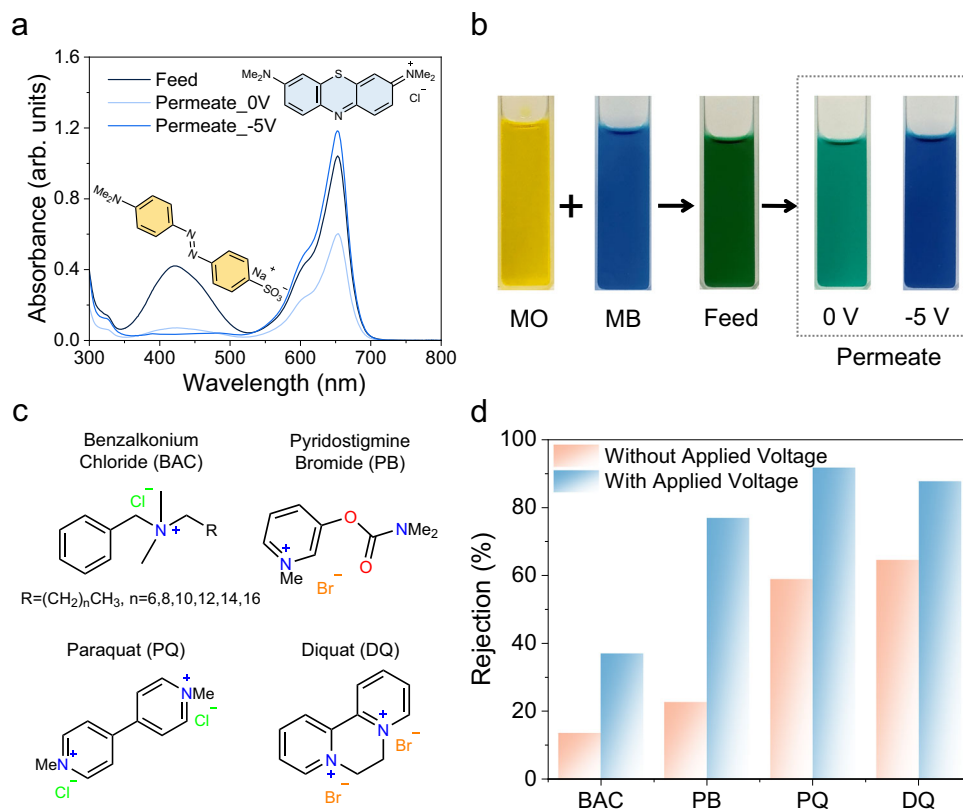 a
1.6
1.2
0.8
0.4
0.0
Absorbance (arb. units)
Feed
Permeate_0V
Permeate_-5V
Me₂N
S
N
+
NMe₂
Cl⁻
Me₂N
N
N
Na⁺
SO₃⁻
300 400 500 600 700 800
Wavelength (nm)
b
+
MO MB Feed 0 V -5 V
Permeate
c
Benzalkonium
Chloride (BAC)
Cl⁻
N
+
R
R=(CH₂)ₙCH₃, n=6,8,10,12,14,16
Pyridostigmine
Bromide (PB)
O
NMe₂
+
N
O
Me
Br⁻
Paraquat (PQ)
+
N
Me
Cl⁻
+
MeN
Cl⁻
Diquat (DQ)
+
N
Br⁻
N
+
Br⁻
d
100
80
60
40
20
0
Rejection (%)
Without Applied Voltage
With Applied Voltage
BAC PB PQ DQ